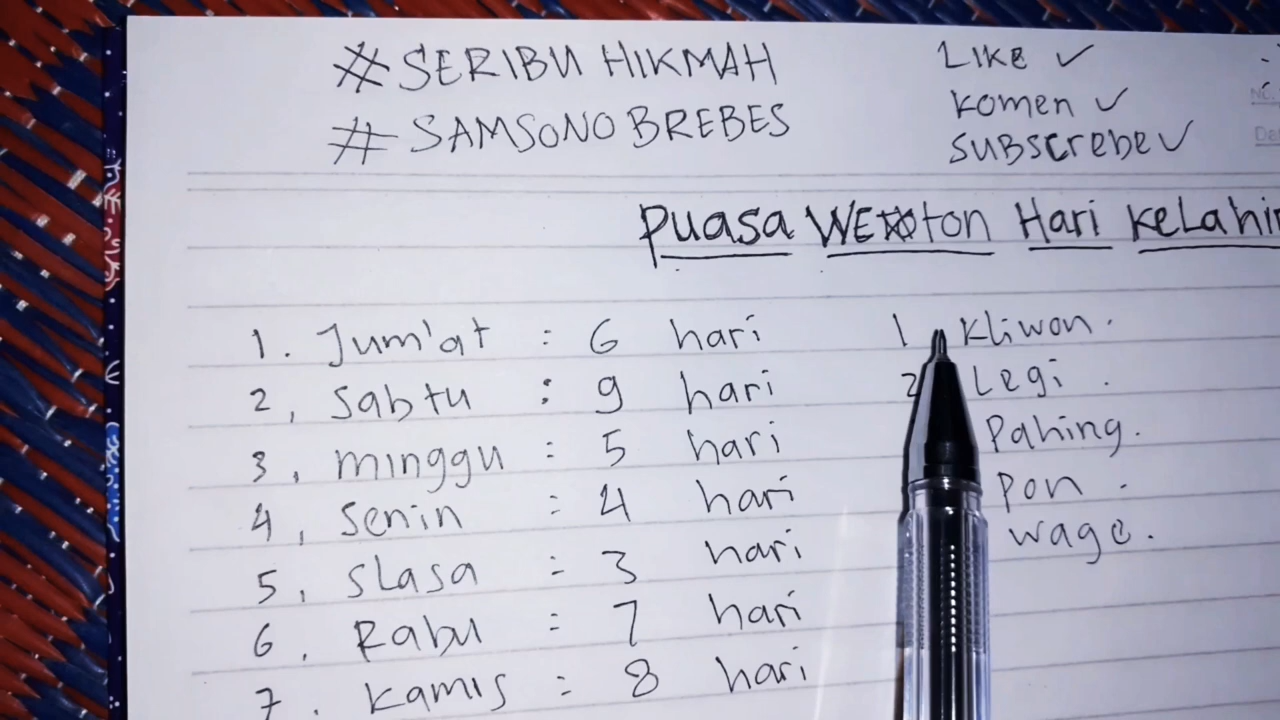 #SERIBU HIKMAH
#SAMSONO BREBES
LIKE ✓
Komen ✓
SUBScrebe ✓
Puasa Weton Hari Kelahir
1. Jum'at : 6 hari
2, Sabtu : 9 hari
3, minggu : 5 hari
4, Senin : 4 hari
5, SLasa : 3 hari
6. Rabu : 7 hari
7. Kamis : 8 hari
1 Kliwon.
2 Legi.
Pahing.
Pon.
wage.